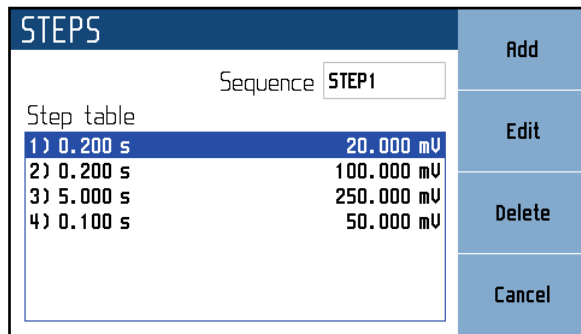 STEPS
Sequence STEP1
Step table
1) 0.200 s 20.000 mV
2) 0.200 s 100.000 mV
3) 5.000 s 250.000 mV
4) 0.100 s 50.000 mV
Add
Edit
Delete
Cancel